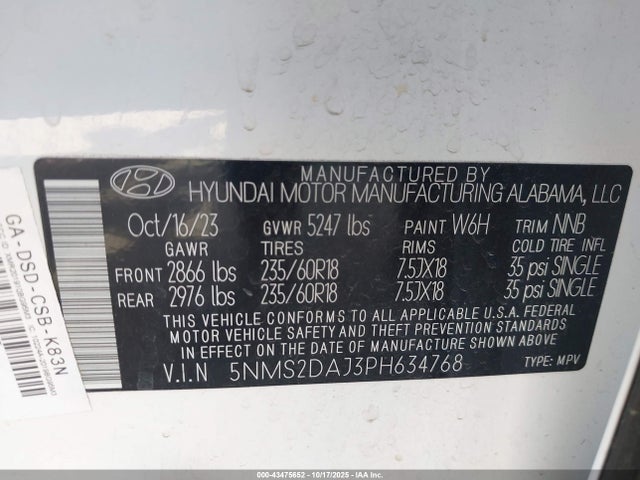 MANUFACTURED BY
HYUNDAI MOTOR MANUFACTURING ALABAMA, LLC
Oct/16/23 GVWR 5247 lbs PAINT W6H TRIM NNB
GAWR TIRES RIMS COLD TIRE INFL
FRONT 2866 lbs 235/60R18 7.5JX18 35 psi SINGLE
REAR 2976 lbs 235/60R18 7.5JX18 35 psi SINGLE
THIS VEHICLE CONFORMS TO ALL APPLICABLE U.S.A. FEDERAL
MOTOR VEHICLE SAFETY AND THEFT PREVENTION STANDARDS
IN EFFECT ON THE DATE OF MANUFACTURE SHOWN ABOVE.
V.I.N 5NMS2DAJ3PH634768 TYPE: MPV
GA-DSD-CSB-K83N
000-43475652 - 10/17/2025 - IAAI.COM